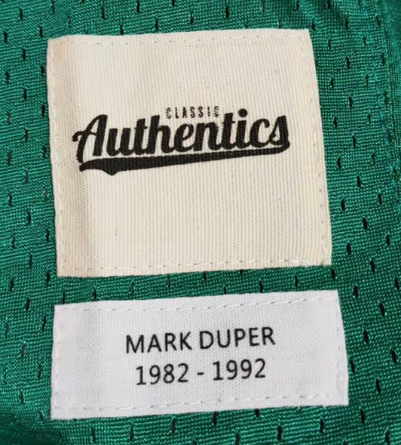 CLASSIC
Authentics
MARK DUPER
1982 - 1992